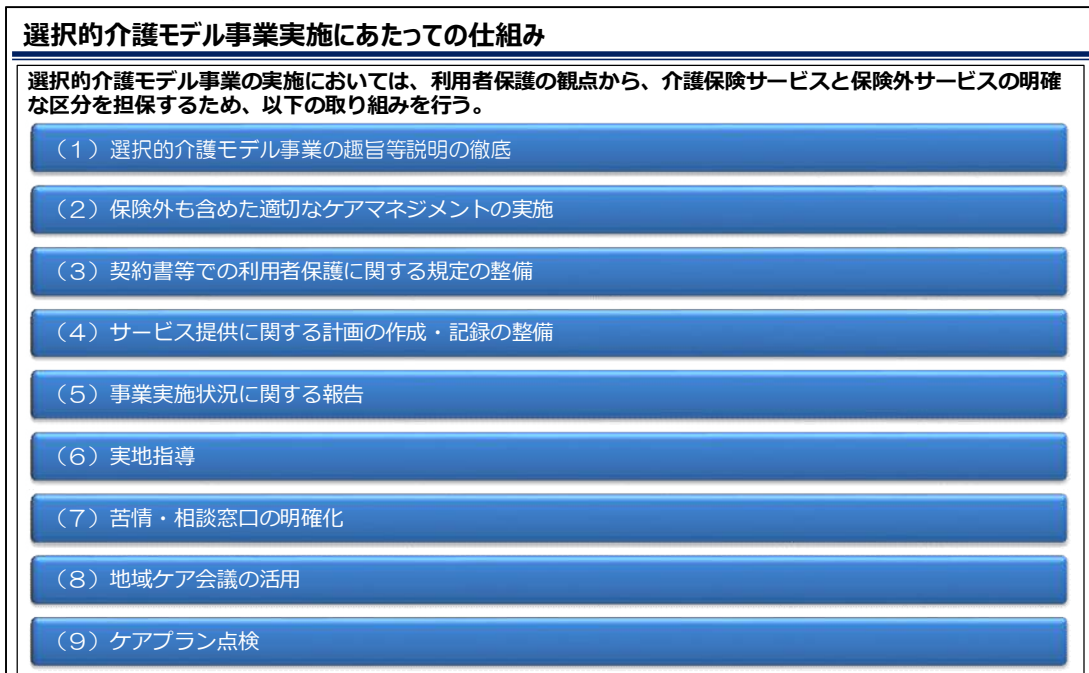 選択的介護モデル事業実施にあたっての仕組み
選択的介護モデル事業の実施においては、利用者保護の観点から、介護保険サービスと保険外サービスの明確
な区分を担保するため、以下の取り組みを行う。
（１）選択的介護モデル事業の趣旨等説明の徹底
（２）保険外も含めた適切なケアマネジメントの実施
（３）契約書等での利用者保護に関する規定の整備
（４）サービス提供に関する計画の作成・記録の整備
（５）事業実施状況に関する報告
（６）実地指導
（７）苦情・相談窓口の明確化
（８）地域ケア会議の活用
（９）ケアプラン点検